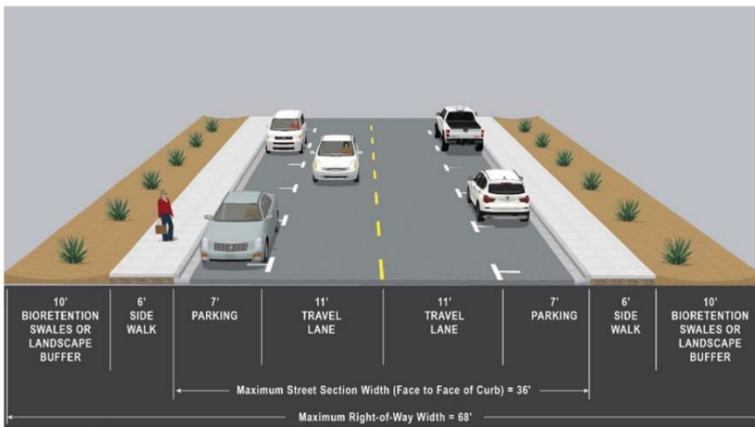 10'
BIORETENTION
SWALES OR
LANDSCAPE
BUFFER
6'
SIDE
WALK
7'
PARKING
11'
TRAVEL
LANE
11'
TRAVEL
LANE
7'
PARKING
6'
SIDE
WALK
10'
BIORETENTION
SWALES OR
LANDSCAPE
BUFFER
Maximum Street Section Width (Face to Face of Curb) = 36'
Maximum Right-of-Way Width = 68'